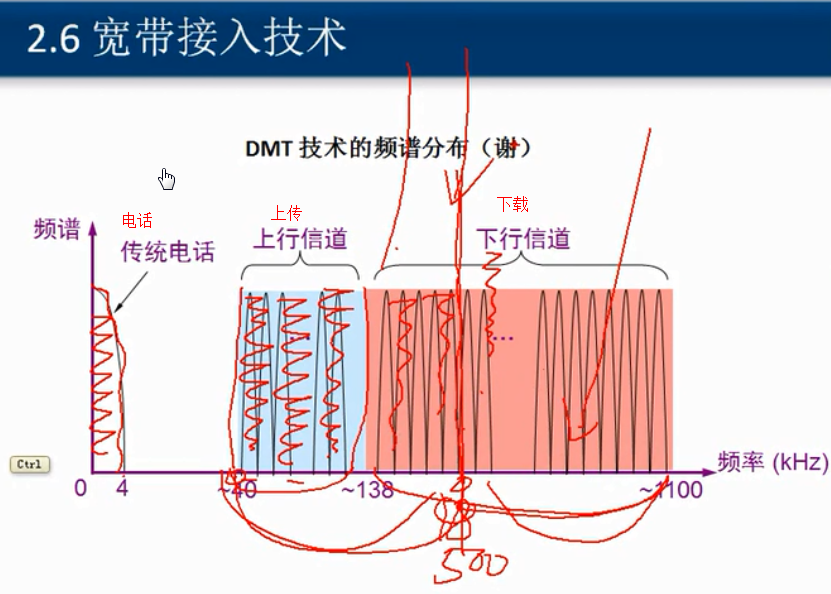 2.6 宽带接入技术
DMT 技术的频谱分布（谢）
频谱
电话
传统电话
上传
上行信道
下载
下行信道
...
...
Ctrl
0
4
~40
~138
~1100
频率 (kHz)
500